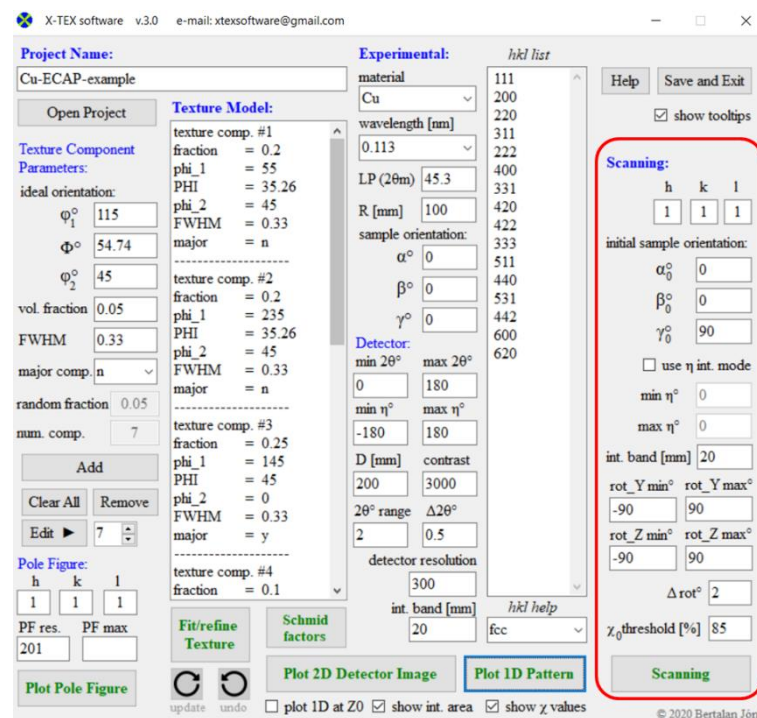 X-TEX software v.3.0 e-mail: xtexsoftware@gmail.com
Project Name:
Cu-ECAP-example
Open Project
Texture Component
Parameters:
ideal orientation:
φ₁° 115
Φ° 54.74
φ₂° 45
vol. fraction 0.05
FWHM 0.33
major comp. n
random fraction 0.05
num. comp. 7
Add
Clear All Remove
Edit ► 7
Pole Figure:
h k l
1 1 1
PF res. PF max
201
Plot Pole Figure
Texture Model:
texture comp. #1
fraction = 0.2
phi_1 = 55
PHI = 35.26
phi_2 = 45
FWHM = 0.33
major = n
--------------------
texture comp. #2
fraction = 0.2
phi_1 = 235
PHI = 35.26
phi_2 = 45
FWHM = 0.33
major = n
--------------------
texture comp. #3
fraction = 0.25
phi_1 = 145
PHI = 45
phi_2 = 0
FWHM = 0.33
major = y
--------------------
texture comp. #4
fraction = 0.1
Fit/refine
Texture
Schmid
factors
update undo
Experimental:
material
Cu
wavelength [nm]
0.113
LP (2θm) 45.3
R [mm] 100
sample orientation:
α° 0
β° 0
γ° 0
Detector:
min 2θ° max 2θ°
0 180
min η° max η°
-180 180
D [mm] contrast
200 3000
2θ° range Δ2θ°
2 0.5
detector resolution
300
int. band [mm]
20
hkl list
111
200
220
311
222
400
331
420
422
333
511
440
531
442
600
620
hkl help
fcc
Plot 2D Detector Image Plot 1D Pattern
plot 1D at Z0 show int. area show χ values
Help Save and Exit
show tooltips
Scanning:
h k l
1 1 1
initial sample orientation:
α₀° 0
β₀° 0
γ₀° 90
use η int. mode
min η° 0
max η° 0
int. band [mm] 20
rot_Y min° rot_Y max°
-90 90
rot_Z min° rot_Z max°
-90 90
Δ rot° 2
χ₀threshold [%] 85
Scanning
© 2020 Bertalan Jón